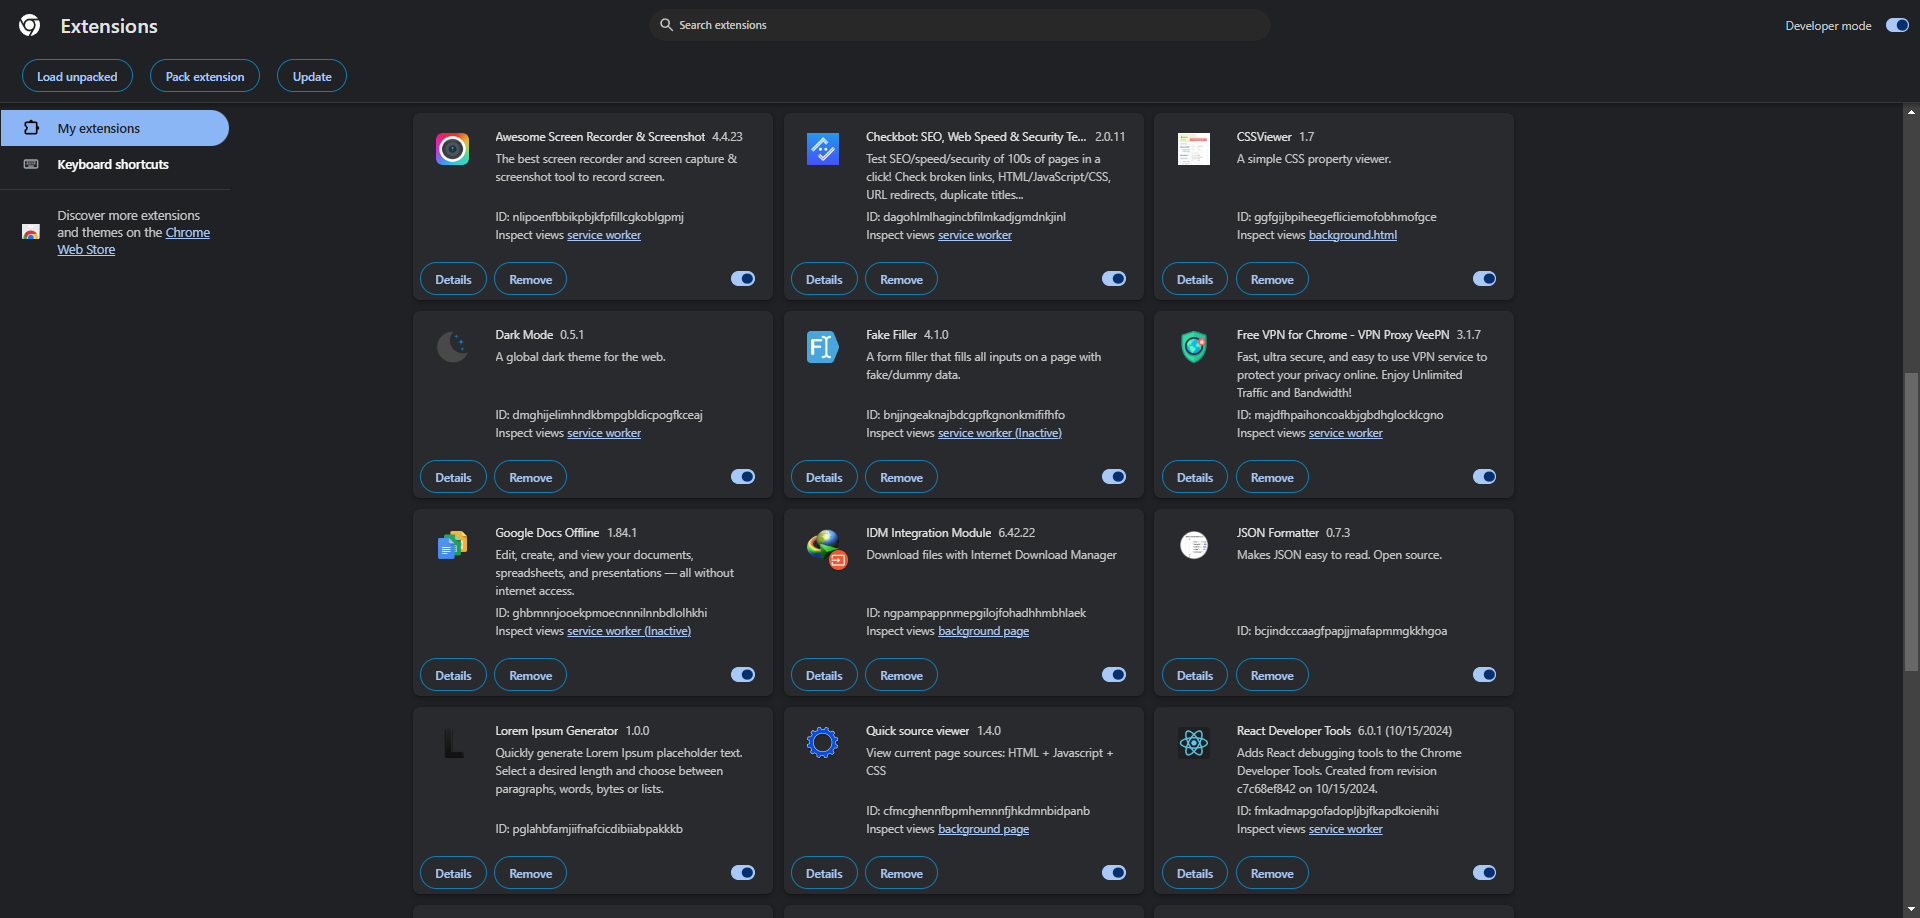 Extensions
Search extensions
Developer mode
Load unpacked
Pack extension
Update
My extensions
Keyboard shortcuts
Discover more extensions
and themes on the Chrome
Web Store
Awesome Screen Recorder & Screenshot 4.4.23
The best screen recorder and screen capture &
screenshot tool to record screen.
ID: nlipoenfbbikpbjkfpfillcgkoblgpmj
Inspect views service worker
Details
Remove
Checkbot: SEO, Web Speed & Security Te... 2.0.11
Test SEO/speed/security of 100s of pages in a
click! Check broken links, HTML/JavaScript/CSS,
URL redirects, duplicate titles...
ID: dagohlmlhagincbfilmkadjgmdnkjinl
Inspect views service worker
Details
Remove
CSSViewer 1.7
A simple CSS property viewer.
ID: ggfgijbpiheegefliciemofobhmofgce
Inspect views background.html
Details
Remove
Dark Mode 0.5.1
A global dark theme for the web.
ID: dmghijelimhndkbmpgbldicpogfkceaj
Inspect views service worker
Details
Remove
Fake Filler 4.1.0
A form filler that fills all inputs on a page with
fake/dummy data.
ID: bnjjngeaknajbdcgpfkgnonkmififhfo
Inspect views service worker (Inactive)
Details
Remove
Free VPN for Chrome - VPN Proxy VeePN 3.1.7
Fast, ultra secure, and easy to use VPN service to
protect your privacy online. Enjoy Unlimited
Traffic and Bandwidth!
ID: majdfhpaihoncoakbjgbdhglocklcgno
Inspect views service worker
Details
Remove
Google Docs Offline 1.84.1
Edit, create, and view your documents,
spreadsheets, and presentations — all without
internet access.
ID: ghbmnnjooekpmoecnnnilnnbdlolhkhi
Inspect views service worker (Inactive)
Details
Remove
IDM Integration Module 6.42.22
Download files with Internet Download Manager
ID: ngpampappnmepgilojfohadhhmbhlaek
Inspect views background page
Details
Remove
JSON Formatter 0.7.3
Makes JSON easy to read. Open source.
ID: bcjindcccaagfpapjjmafapmmgkkhgoa
Details
Remove
Lorem Ipsum Generator 1.0.0
Quickly generate Lorem Ipsum placeholder text.
Select a desired length and choose between
paragraphs, words, bytes or lists.
ID: pglahbfamjiifnafcicdibiiabpakkkb
Details
Remove
Quick source viewer 1.4.0
View current page sources: HTML + Javascript +
CSS
ID: cfmcghennfbpmhemnnfjhkdmnbidpanb
Inspect views background page
Details
Remove
React Developer Tools 6.0.1 (10/15/2024)
Adds React debugging tools to the Chrome
Developer Tools. Created from revision
c7c68ef842 on 10/15/2024.
ID: fmkadmapgofadopljbjfkapdkoienihi
Inspect views service worker
Details
Remove